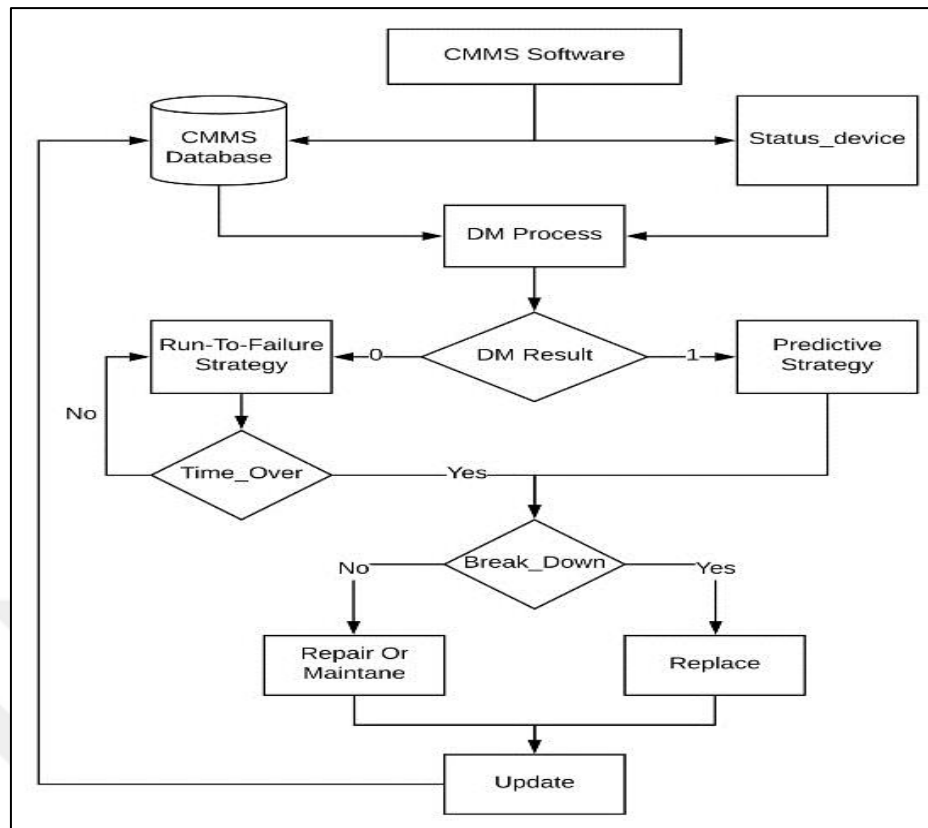 CMMS Software
CMMS
Database
Status_device
DM Process
Run-To-Failure
Strategy
0
DM Result
1
Predictive
Strategy
No
Time_Over
Yes
Break_Down
No
Yes
Repair Or
Maintane
Replace
Update